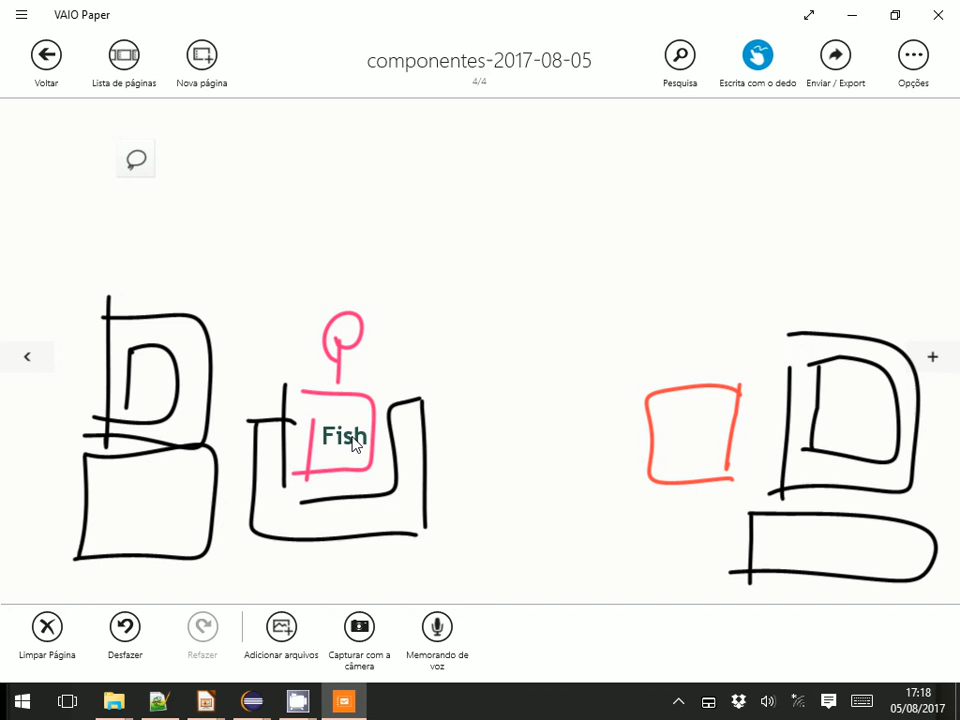 VAIO Paper
Voltar
Lista de páginas
Nova página
componentes-2017-08-05
4/4
Pesquisa
Escrita com o dedo
Enviar / Export
Opções
Fish
Limpar Página
Desfazer
Refazer
Adicionar arquivos
Capturar com a
câmera
Memorando de
voz
17:18
05/08/2017